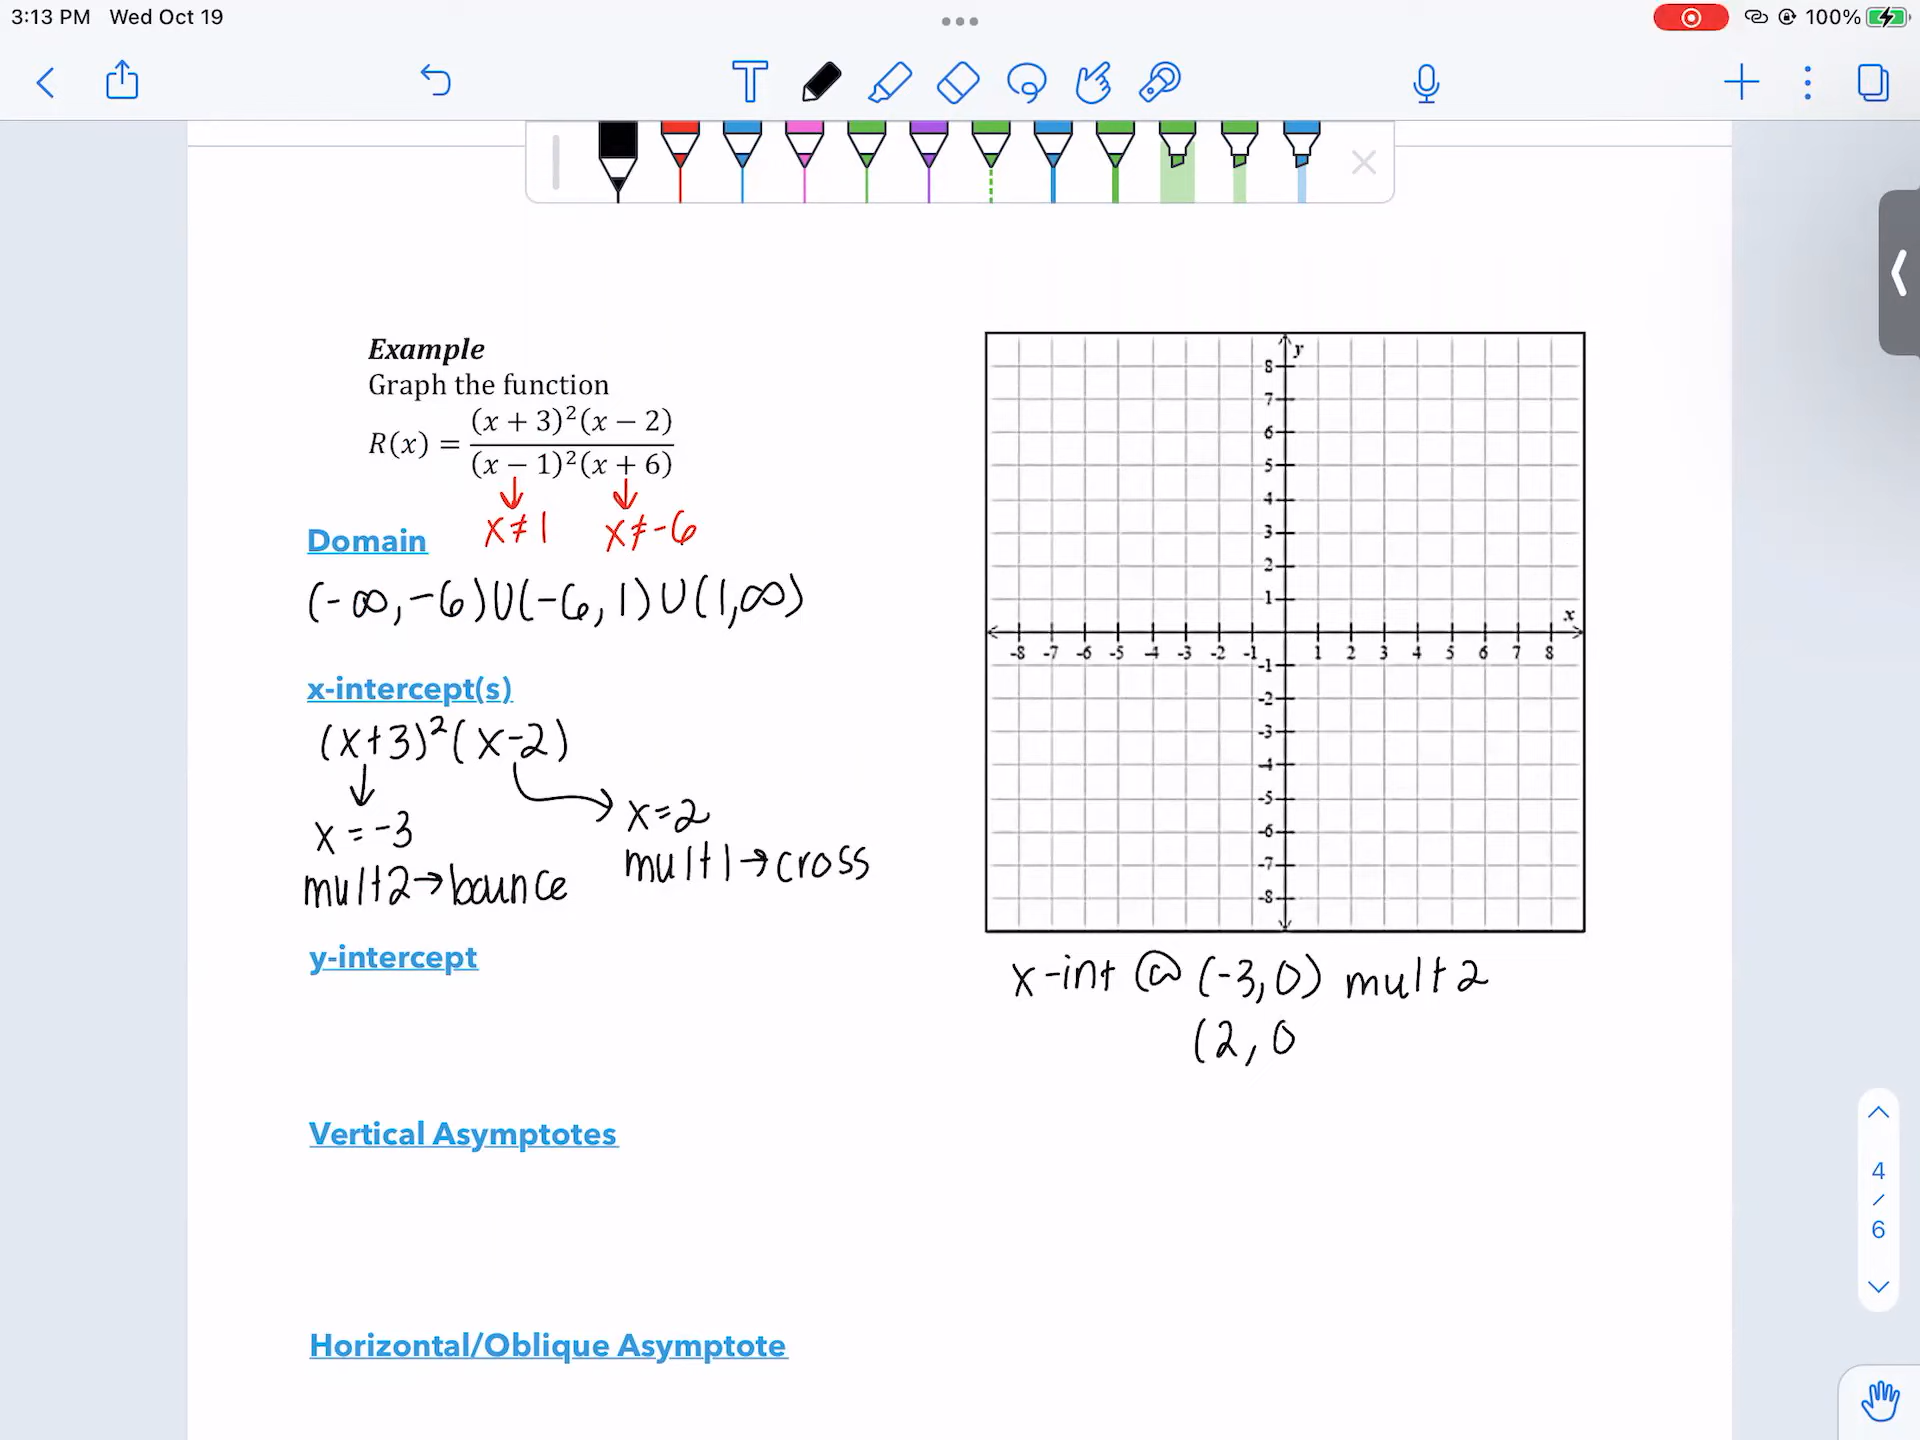 3:13 PM Wed Oct 19
100%
Example
Graph the function
R(x) = (x + 3)²(x − 2) / (x − 1)²(x + 6)
x≠1 x≠-6
Domain
(-∞,-6)U(-6,1)U(1,∞)
x-intercept(s)
(x+3)²(x-2)
x=-3
x=2
mult2→bounce
mult1→cross
y-intercept
Vertical Asymptotes
Horizontal/Oblique Asymptote
y
8
7
6
5
4
3
2
1
x
-8 -7 -6 -5 -4 -3 -2 -1 1 2 3 4 5 6 7 8
-1
-2
-3
-4
-5
-6
-7
-8
x-int @ (-3,0) mult2
(2,0
4
/
6